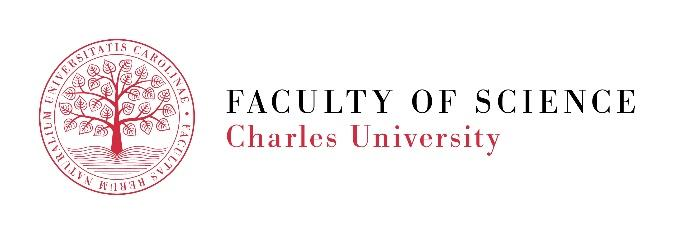 UNIVERSITATIS CAROLINAE • FACULTAS RERUM NATURALIUM
FACULTY OF SCIENCE
Charles University